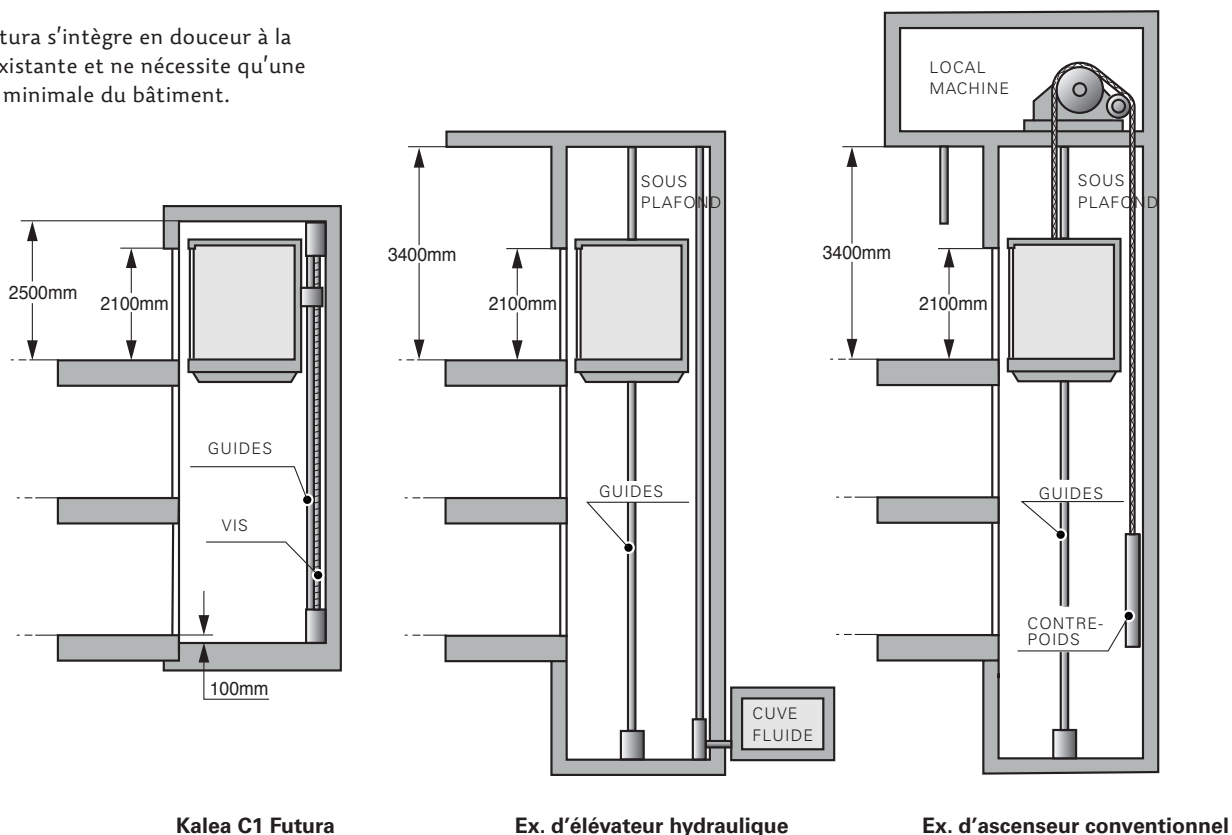 tura s'intègre en douceur à la
xistante et ne nécessite qu'une
minimale du bâtiment.
2500mm
2100mm
GUIDES
VIS
100mm
Kalea C1 Futura
3400mm
2100mm
SOUS
PLAFOND
GUIDES
CUVE
FLUIDE
Ex. d'élévateur hydraulique
LOCAL
MACHINE
3400mm
2100mm
SOUS
PLAFOND
GUIDES
CONTRE-
POIDS
Ex. d'ascenseur conventionnel